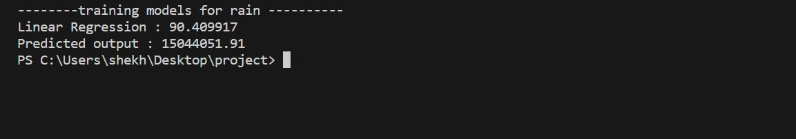 --------training models for rain ----------
Linear Regression : 90.409917
Predicted output : 15044051.91
PS C:\Users\shekh\Desktop\project>